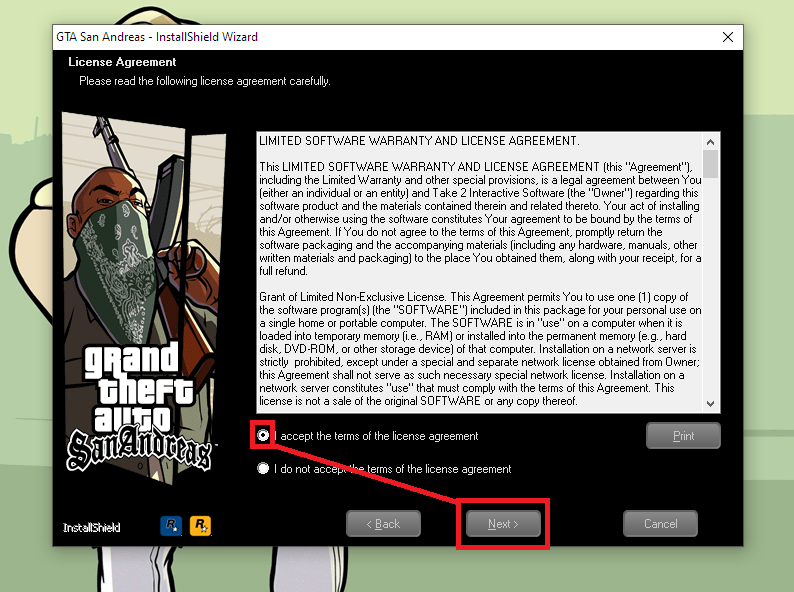 GTA San Andreas - InstallShield Wizard
License Agreement
Please read the following license agreement carefully.
LIMITED SOFTWARE WARRANTY AND LICENSE AGREEMENT.
This LIMITED SOFTWARE WARRANTY AND LICENSE AGREEMENT (this "Agreement"),
including the Limited Warranty and other special provisions, is a legal agreement between You
(either an individual or an entity) and Take 2 Interactive Software (the "Owner") regarding this
software product and the materials contained therein and related thereto. Your act of installing
and/or otherwise using the software constitutes Your agreement to be bound by the terms of
this Agreement. If You do not agree to the terms of this Agreement, promptly return the
software packaging and the accompanying materials (including any hardware, manuals, other
written materials and packaging) to the place You obtained them, along with your receipt, for a
full refund.
Grant of Limited Non-Exclusive License. This Agreement permits You to use one (1) copy of
the software program(s) (the "SOFTWARE") included in this package for your personal use on
a single home or portable computer. The SOFTWARE is in "use" on a computer when it is
loaded into temporary memory (i.e., RAM) or installed into the permanent memory (e.g., hard
disk, DVD-ROM, or other storage device) of that computer. Installation on a network server is
strictly prohibited, except under a special and separate network license obtained from Owner;
this Agreement shall not serve as such necessary special network license. Installation on a
network server constitutes "use" that must comply with the terms of this Agreement. This
license is not a sale of the original SOFTWARE or any copy thereof.
grand
theft
auto
San Andreas
I accept the terms of the license agreement
Print
I do not accept the terms of the license agreement
InstallShield
R
R
< Back
Next >
Cancel